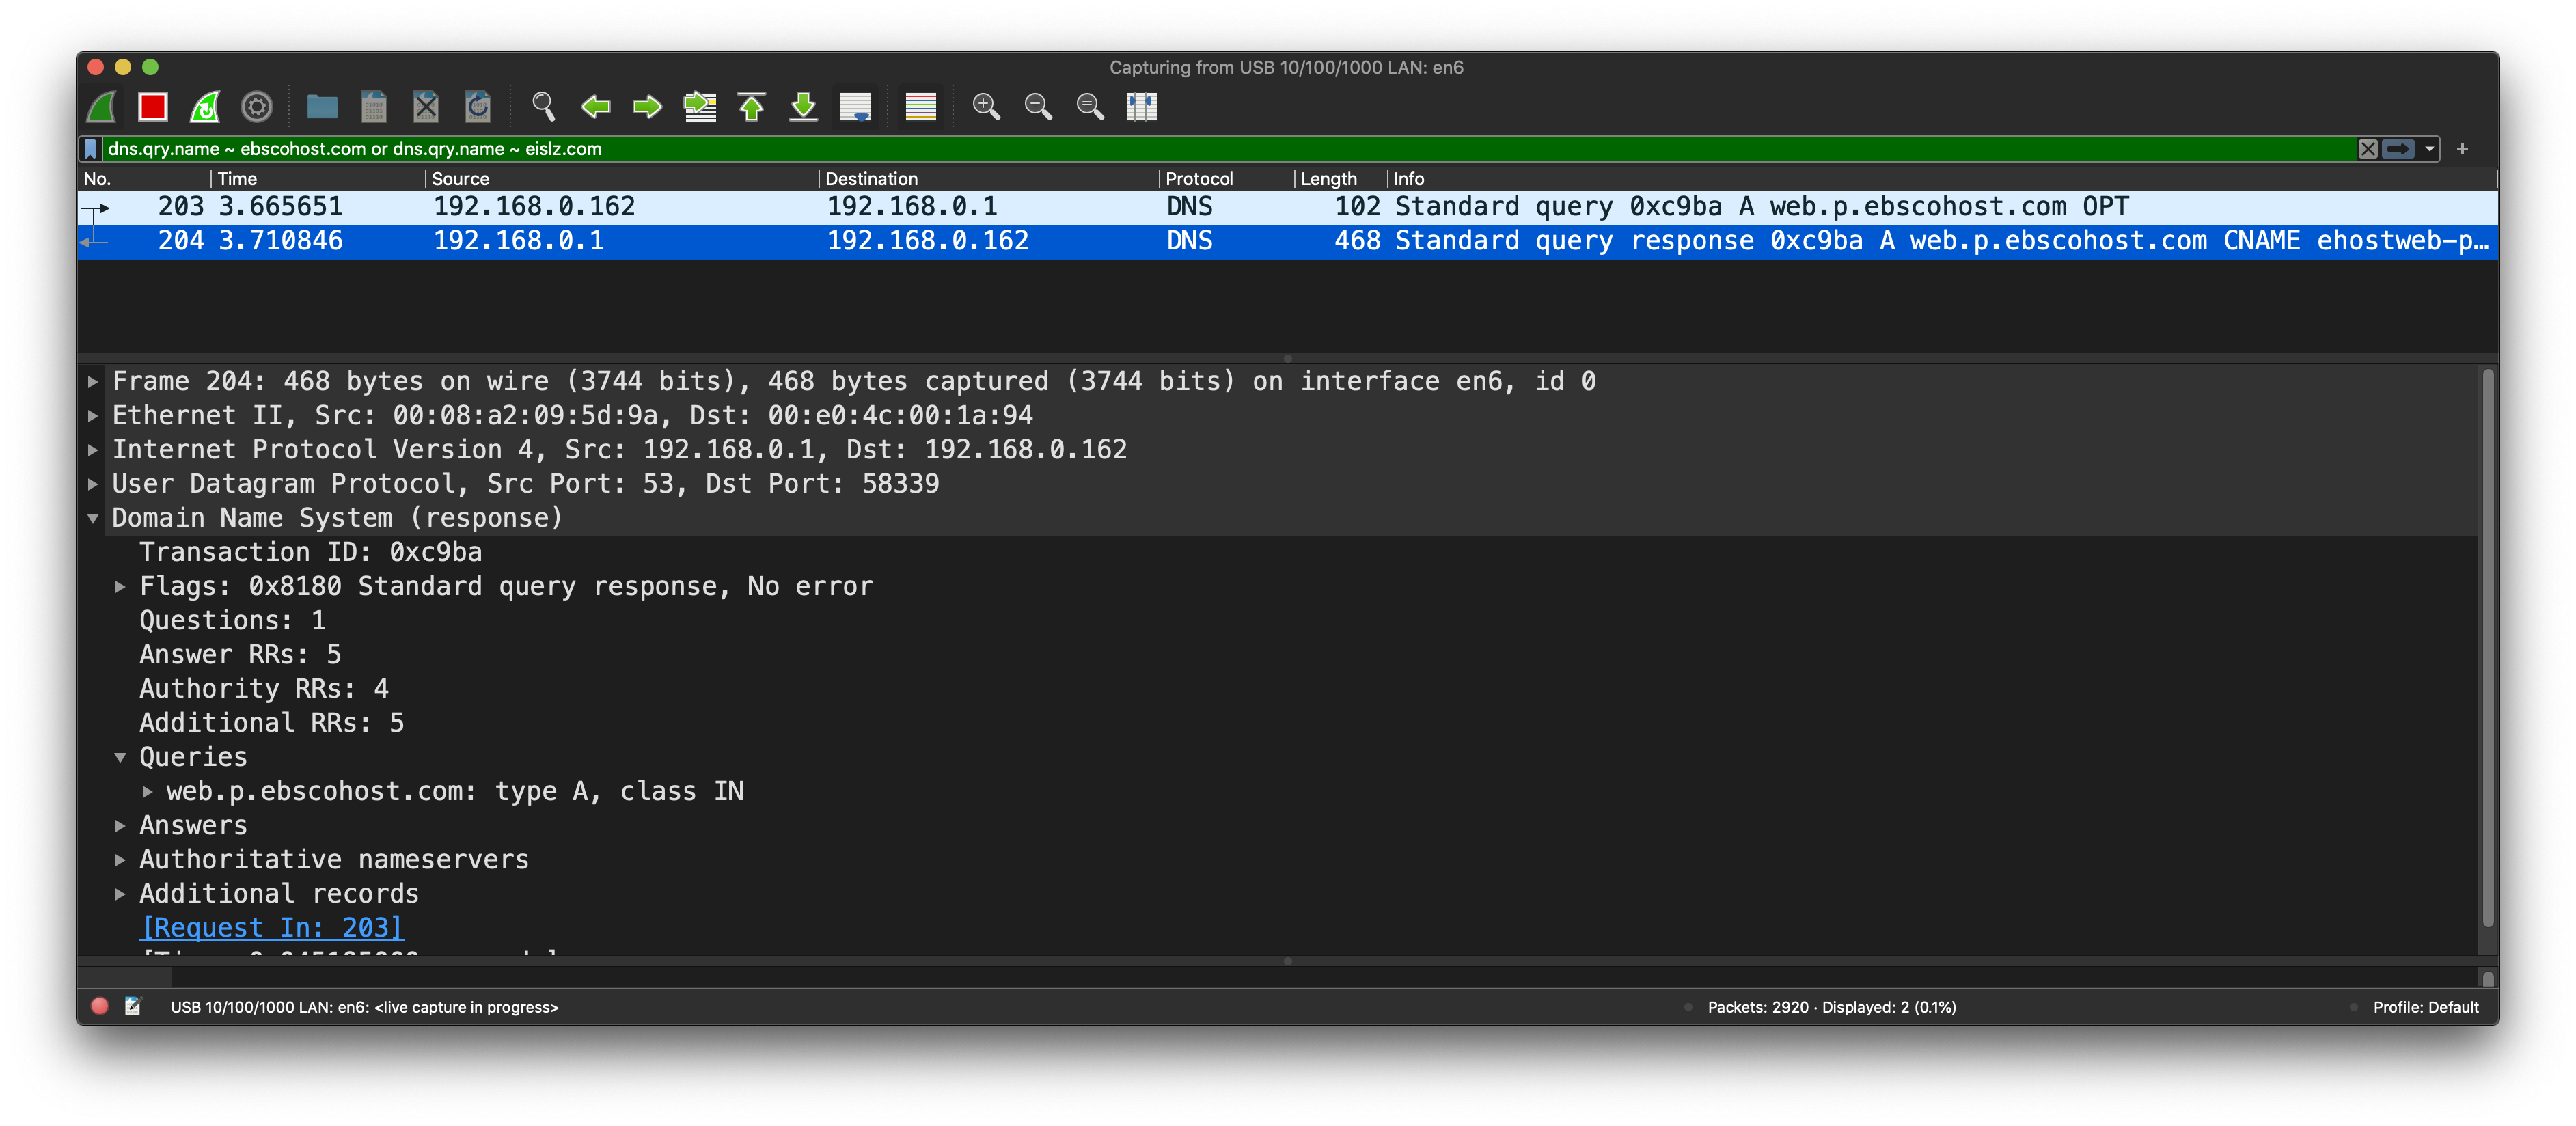 Capturing from USB 10/100/1000 LAN: en6
dns.qry.name ~ ebscohost.com or dns.qry.name ~ eislz.com
No. Time Source Destination Protocol Length Info
203 3.665651 192.168.0.162 192.168.0.1 DNS 102 Standard query 0xc9ba A web.p.ebscohost.com OPT
204 3.710846 192.168.0.1 192.168.0.162 DNS 468 Standard query response 0xc9ba A web.p.ebscohost.com CNAME ehostweb-p…
Frame 204: 468 bytes on wire (3744 bits), 468 bytes captured (3744 bits) on interface en6, id 0
Ethernet II, Src: 00:08:a2:09:5d:9a, Dst: 00:e0:4c:00:1a:94
Internet Protocol Version 4, Src: 192.168.0.1, Dst: 192.168.0.162
User Datagram Protocol, Src Port: 53, Dst Port: 58339
Domain Name System (response)
Transaction ID: 0xc9ba
Flags: 0x8180 Standard query response, No error
Questions: 1
Answer RRs: 5
Authority RRs: 4
Additional RRs: 5
Queries
web.p.ebscohost.com: type A, class IN
Answers
Authoritative nameservers
Additional records
[Request In: 203]
USB 10/100/1000 LAN: en6: <live capture in progress>
Packets: 2920 · Displayed: 2 (0.1%)
Profile: Default